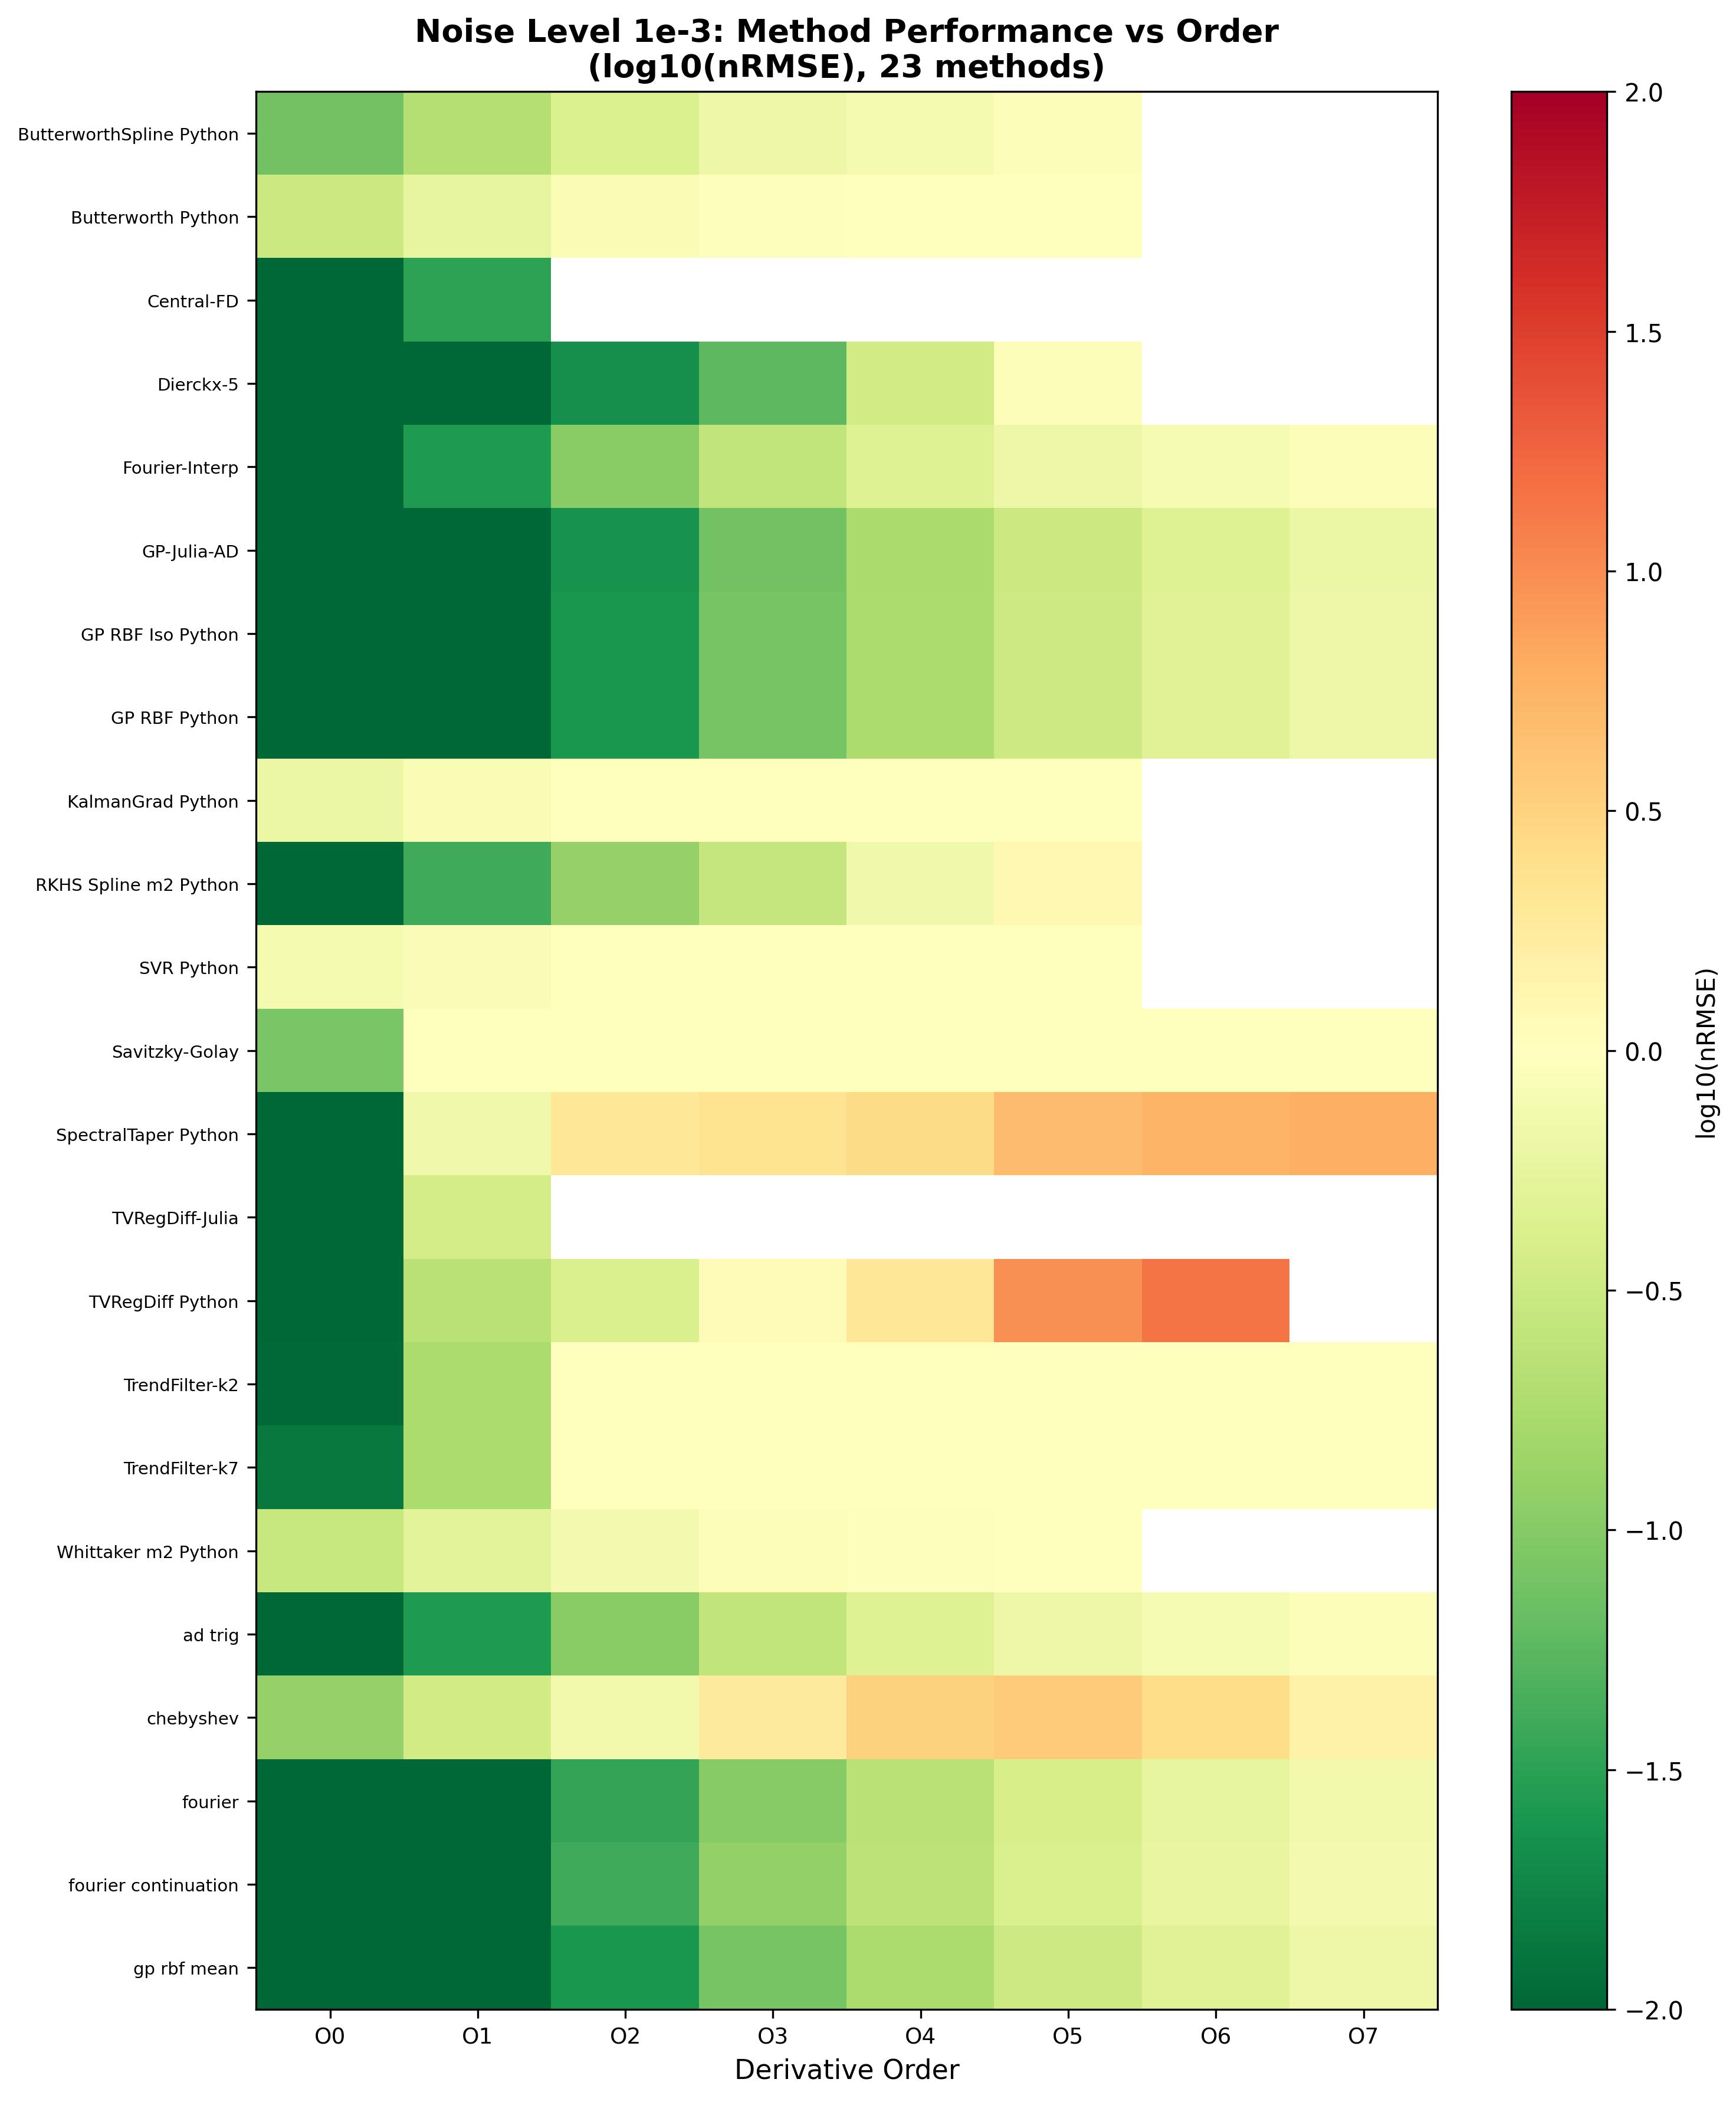 Noise Level 1e-3: Method Performance vs Order
(log10(nRMSE), 23 methods)
ButterworthSpline Python
Butterworth Python
Central-FD
Dierckx-5
Fourier-Interp
GP-Julia-AD
GP RBF Iso Python
GP RBF Python
KalmanGrad Python
RKHS Spline m2 Python
SVR Python
Savitzky-Golay
SpectralTaper Python
TVRegDiff-Julia
TVRegDiff Python
TrendFilter-k2
TrendFilter-k7
Whittaker m2 Python
ad trig
chebyshev
fourier
fourier continuation
gp rbf mean
O0 O1 O2 O3 O4 O5 O6 O7
Derivative Order
2.0
1.5
1.0
0.5
0.0
−0.5
−1.0
−1.5
−2.0
log10(nRMSE)